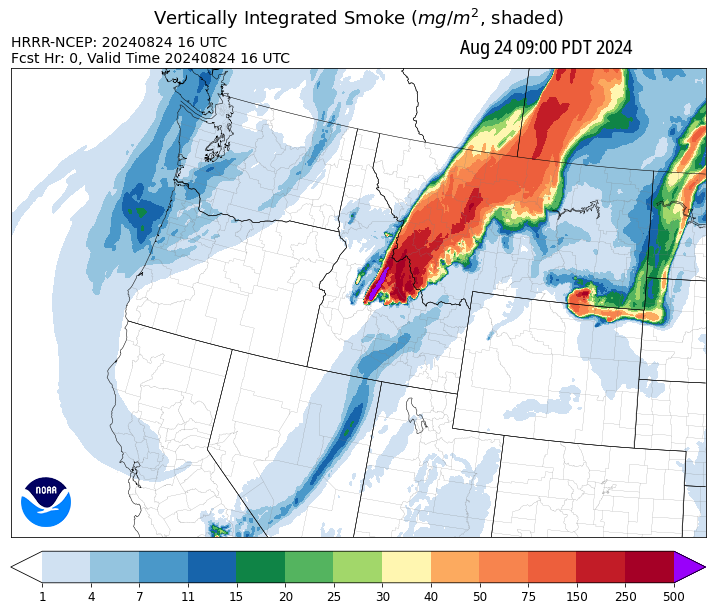 Vertically Integrated Smoke (mg/m², shaded)
HRRR-NCEP: 20240824 16 UTC
Fcst Hr: 0, Valid Time 20240824 16 UTC
Aug 24 09:00 PDT 2024
NOAA
1 4 7 11 15 20 25 30 40 50 75 150 250 500